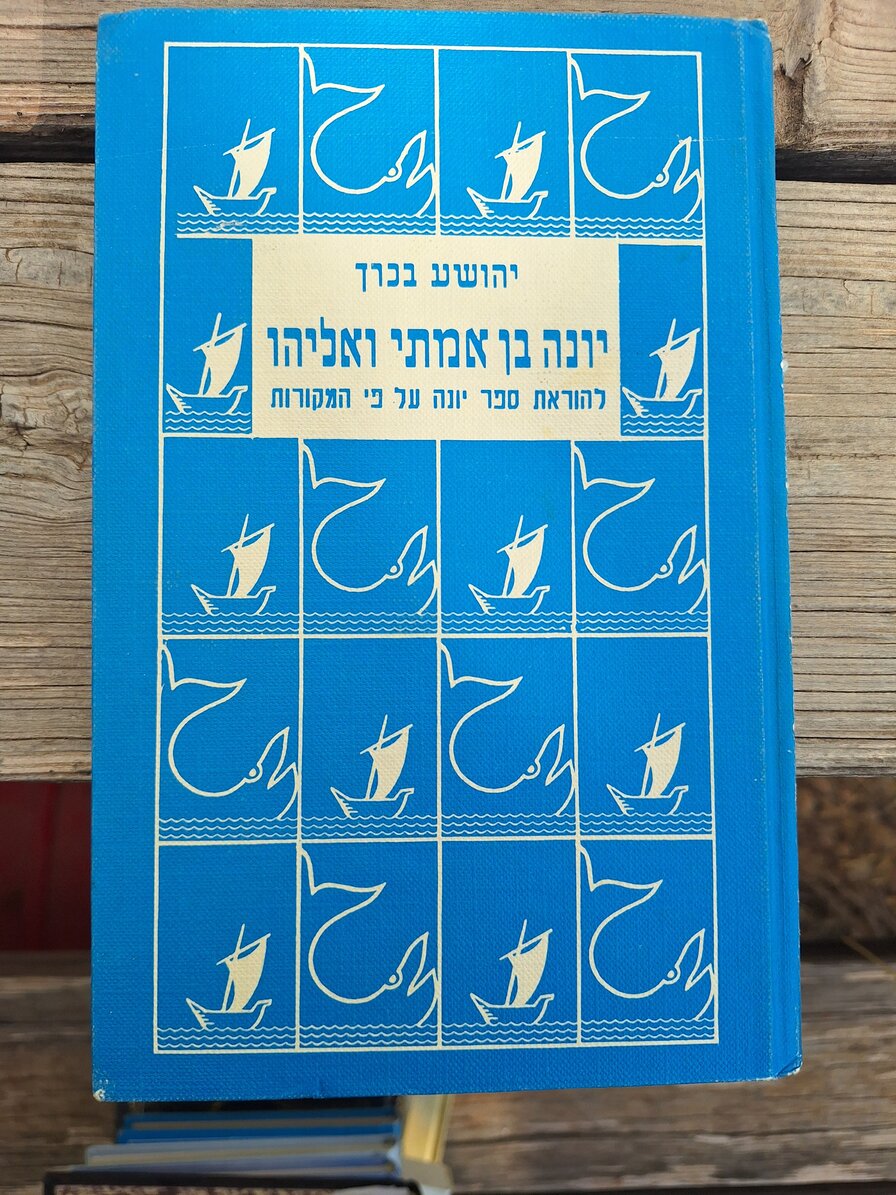 יהושע בכרך
יונה בן אמתי ואליהו
להוראת ספר יונה על פי המקורות